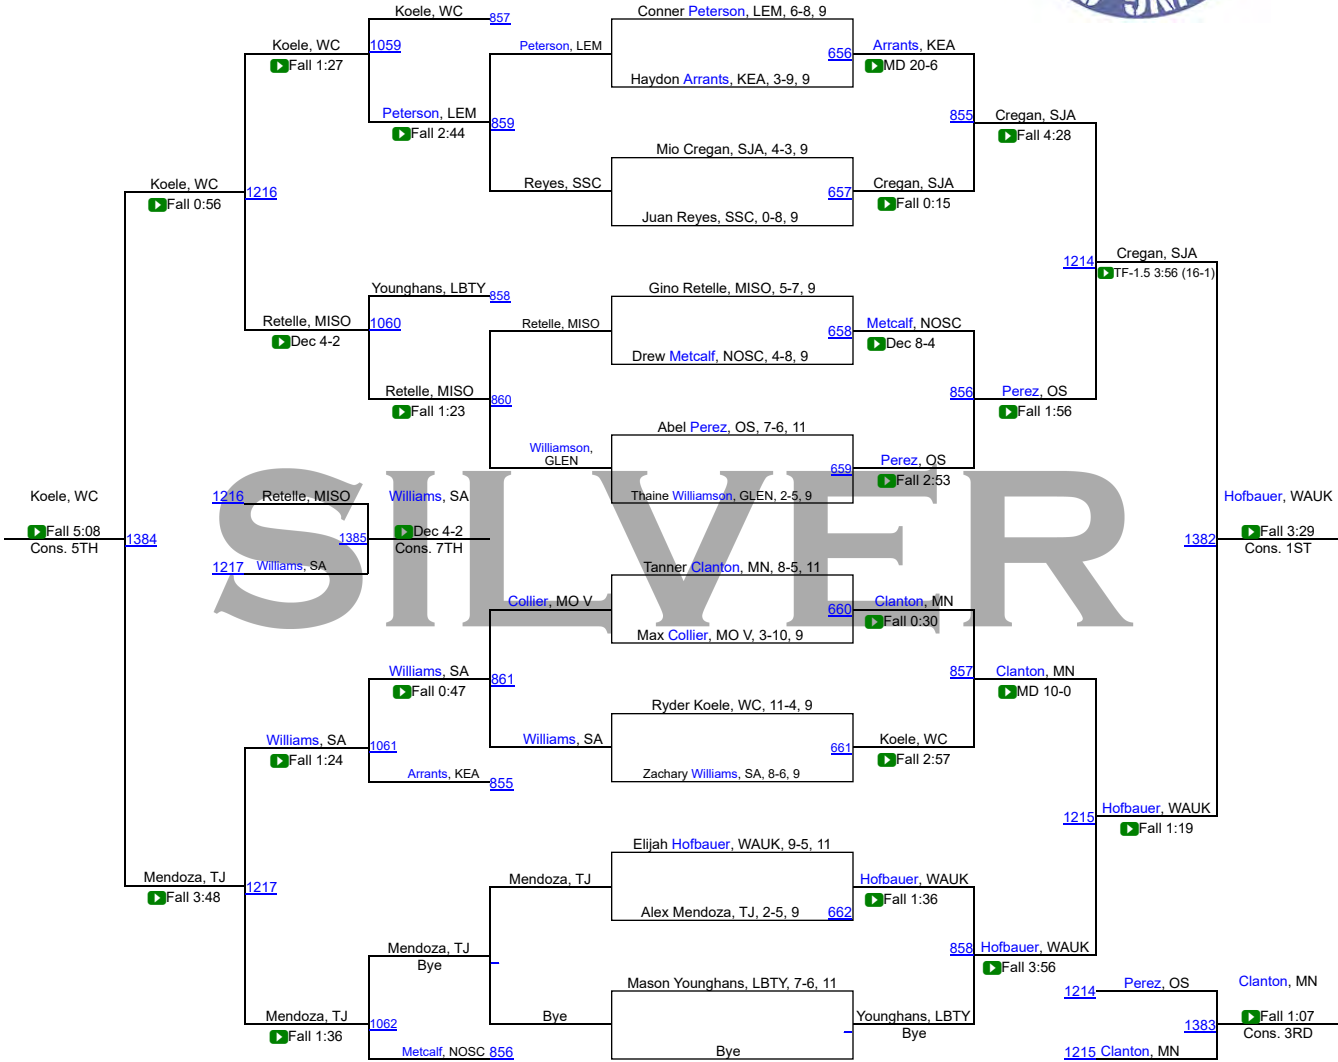 Koele, WC
857
Conner Peterson, LEM, 6-8, 9
Koele, WC
1059
Peterson, LEM
656
Arrants, KEA
Fall 1:27
MD 20-6
Haydon Arrants, KEA, 3-9, 9
Peterson, LEM
859
855
Cregan, SJA
Fall 2:44
Fall 4:28
Mio Cregan, SJA, 4-3, 9
Koele, WC
1216
Reyes, SSC
657
Cregan, SJA
Fall 0:56
Fall 0:15
Juan Reyes, SSC, 0-8, 9
1214
Cregan, SJA
TF-1.5 3:56 (16-1)
Younghans, LBTY
858
Gino Retelle, MISO, 5-7, 9
Retelle, MISO
1060
Retelle, MISO
658
Metcalf, NOSC
Dec 4-2
Dec 8-4
Drew Metcalf, NOSC, 4-8, 9
Retelle, MISO
860
856
Perez, OS
Fall 1:23
Fall 1:56
Abel Perez, OS, 7-6, 11
Williamson,
GLEN
659
Perez, OS
Fall 2:53
SILVER
Koele, WC
1216
Retelle, MISO
Williams, SA
Thaine Williamson, GLEN, 2-5, 9
Hofbauer, WAUK
Fall 5:08
Cons. 5TH
1384
1385
Dec 4-2
Cons. 7TH
1382
Fall 3:29
Cons. 1ST
1217
Williams, SA
Tanner Clanton, MN, 8-5, 11
Collier, MO V
660
Clanton, MN
Fall 0:30
Max Collier, MO V, 3-10, 9
Williams, SA
861
857
Clanton, MN
Fall 0:47
MD 10-0
Ryder Koele, WC, 11-4, 9
Williams, SA
1061
Williams, SA
661
Koele, WC
Fall 1:24
Fall 2:57
Arrants, KEA
855
Zachary Williams, SA, 8-6, 9
1215
Hofbauer, WAUK
Fall 1:19
Elijah Hofbauer, WAUK, 9-5, 11
Mendoza, TJ
1217
Mendoza, TJ
Hofbauer, WAUK
Fall 3:48
Fall 1:36
Alex Mendoza, TJ, 2-5, 9
662
Mendoza, TJ
Bye
858
Hofbauer, WAUK
Fall 3:56
Mason Younghans, LBTY, 7-6, 11
1214
Perez, OS
Clanton, MN
Mendoza, TJ
1062
Bye
Younghans, LBTY
Bye
1383
Fall 1:07
Cons. 3RD
Fall 1:36
Metcalf, NOSC
856
Bye
1215
Clanton, MN